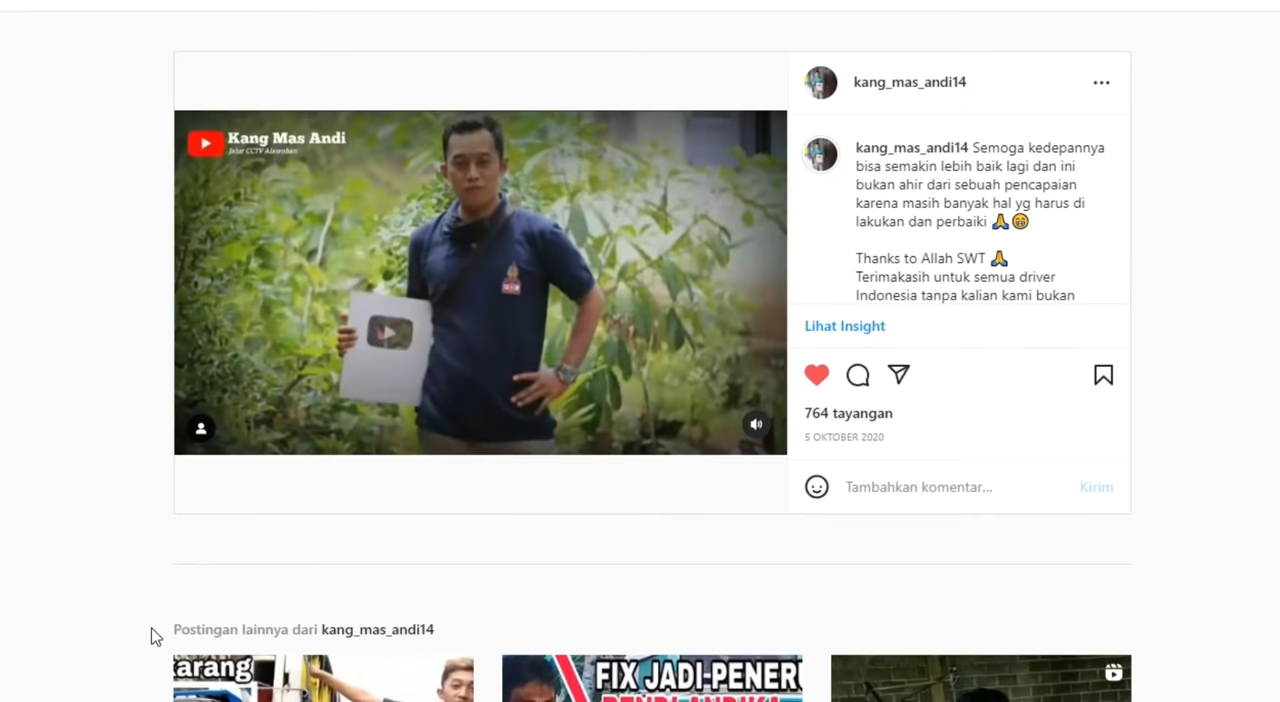 Kang Mas Andi
Jalur CCTV Alasroban
kang_mas_andi14
kang_mas_andi14 Semoga kedepannya
bisa semakin lebih baik lagi dan ini
bukan ahir dari sebuah pencapaian
karena masih banyak hal yg harus di
lakukan dan perbaiki 🙏😁
Thanks to Allah SWT 🙏
Terimakasih untuk semua driver
Indonesia tanpa kalian kami bukan
Lihat Insight
764 tayangan
5 OKTOBER 2020
Tambahkan komentar...
Kirim
Postingan lainnya dari kang_mas_andi14
karang
FIX JADI-PENERU